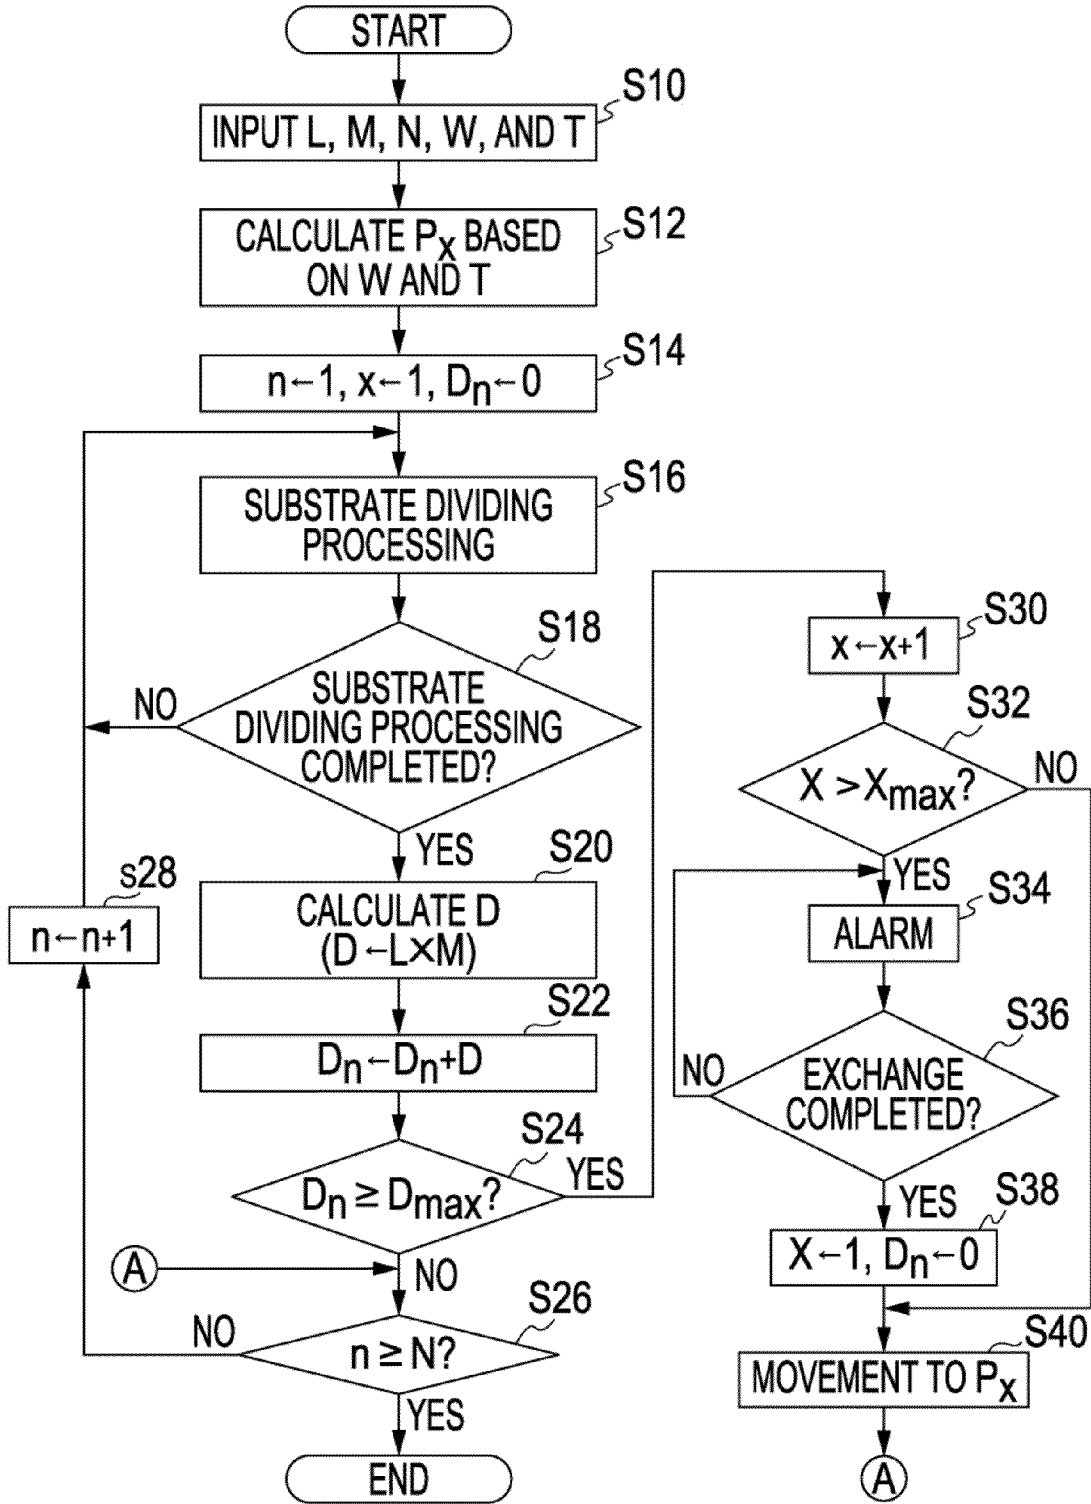 START
S10
INPUT L, M, N, W, AND T
S12
CALCULATE Px BASED
ON W AND T
S14
n←1, x←1, Dn←0
S16
SUBSTRATE DIVIDING
PROCESSING
S18
SUBSTRATE
DIVIDING PROCESSING
COMPLETED?
NO
YES
S20
CALCULATE D
(D←L×M)
S22
Dn←Dn+D
S24
Dn ≥ Dmax?
YES
NO
A
S26
n ≥ N?
NO
YES
s28
n←n+1
END
S30
x←x+1
S32
X > Xmax?
NO
YES
S34
ALARM
S36
EXCHANGE
COMPLETED?
NO
YES
S38
X←1, Dn←0
S40
MOVEMENT TO Px
A